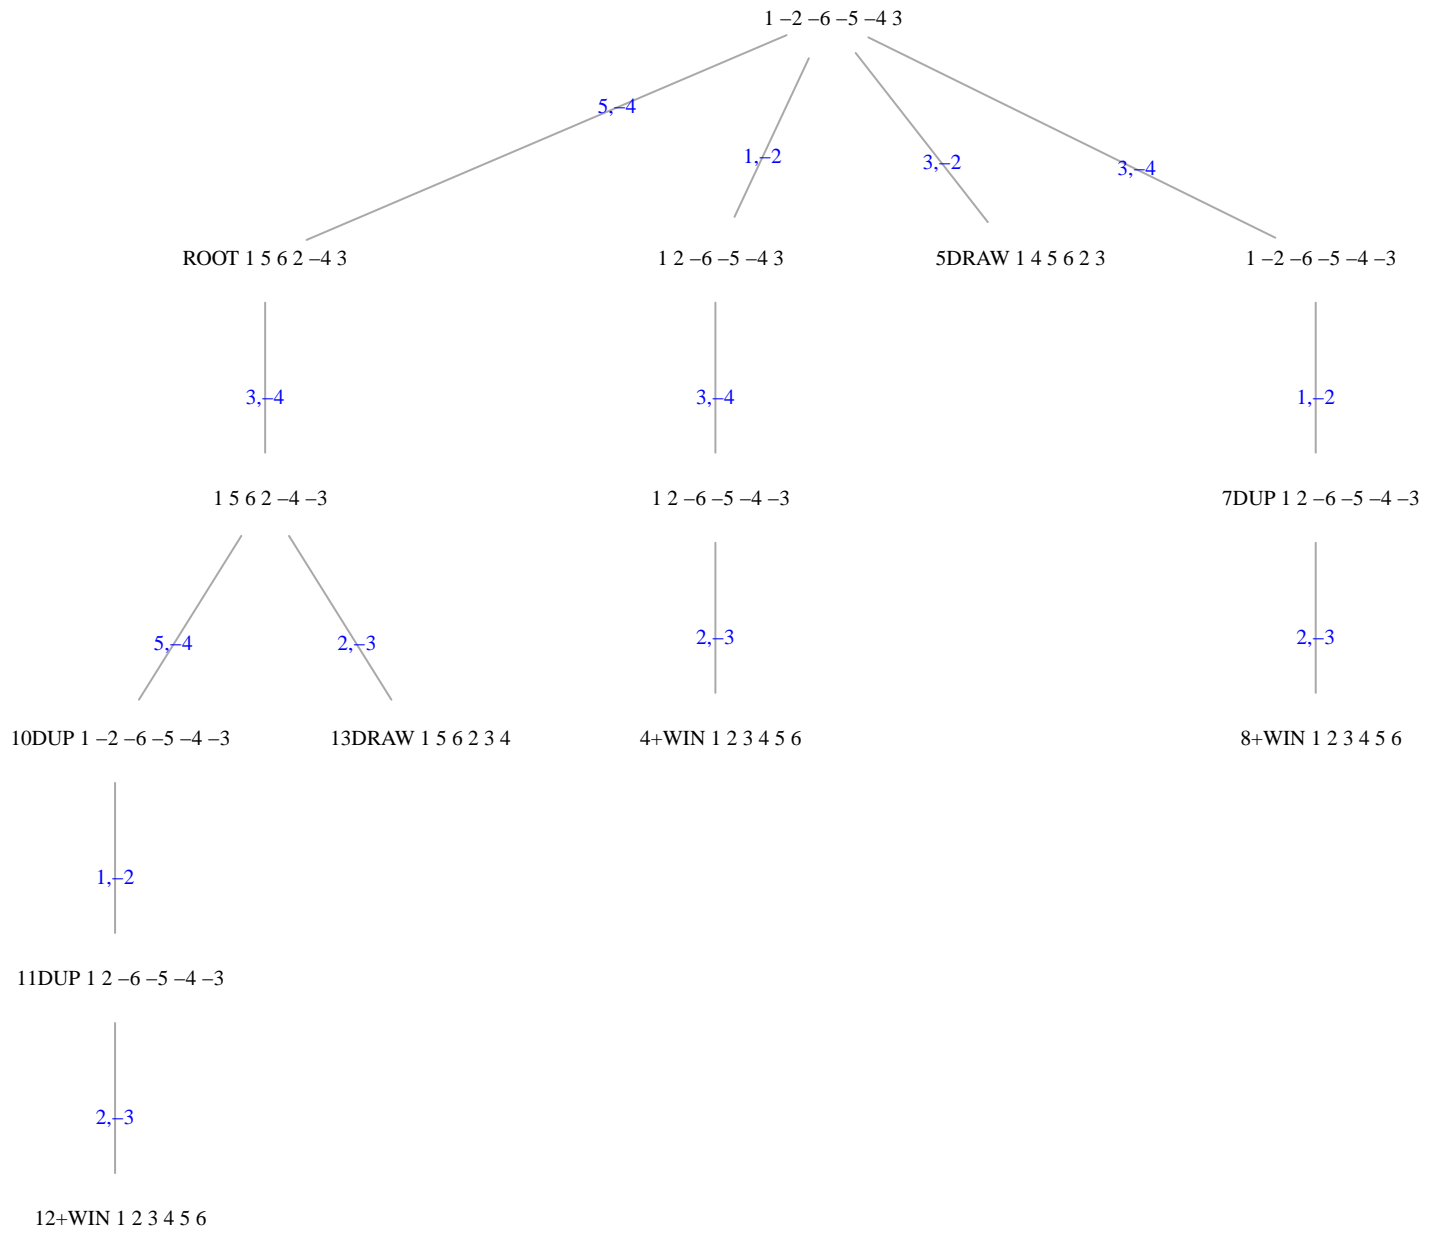 1 –2 –6 –5 –4 3
5,–4
1,–2
3,–2
3,–4
ROOT 1 5 6 2 –4 3
1 2 –6 –5 –4 3
5DRAW 1 4 5 6 2 3
1 –2 –6 –5 –4 –3
3,–4
3,–4
1,–2
1 5 6 2 –4 –3
1 2 –6 –5 –4 –3
7DUP 1 2 –6 –5 –4 –3
5,–4
2,–3
2,–3
2,–3
10DUP 1 –2 –6 –5 –4 –3
13DRAW 1 5 6 2 3 4
4+WIN 1 2 3 4 5 6
8+WIN 1 2 3 4 5 6
1,–2
11DUP 1 2 –6 –5 –4 –3
2,–3
12+WIN 1 2 3 4 5 6